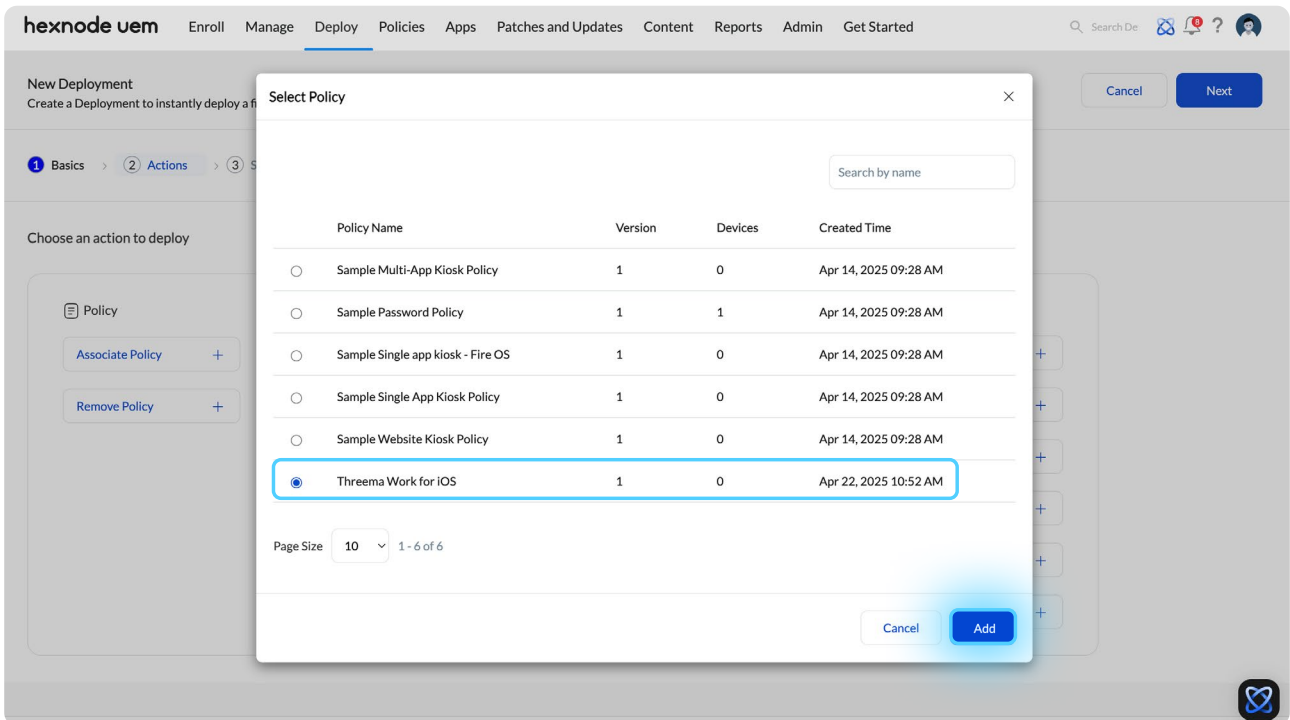 hexnode uem Enroll Manage Deploy Policies Apps Patches and Updates Content Reports Admin Get Started Search De 8 ?
New Deployment
Create a Deployment to instantly deploy a fi
Cancel Next
1 Basics > 2 Actions > 3 S
Choose an action to deploy
Policy
Associate Policy +
Remove Policy +
Select Policy
Search by name
Policy Name Version Devices Created Time
Sample Multi-App Kiosk Policy 1 0 Apr 14, 2025 09:28 AM
Sample Password Policy 1 1 Apr 14, 2025 09:28 AM
Sample Single app kiosk - Fire OS 1 0 Apr 14, 2025 09:28 AM
Sample Single App Kiosk Policy 1 0 Apr 14, 2025 09:28 AM
Sample Website Kiosk Policy 1 0 Apr 14, 2025 09:28 AM
Threema Work for iOS 1 0 Apr 22, 2025 10:52 AM
Page Size 10 1 - 6 of 6
Cancel Add